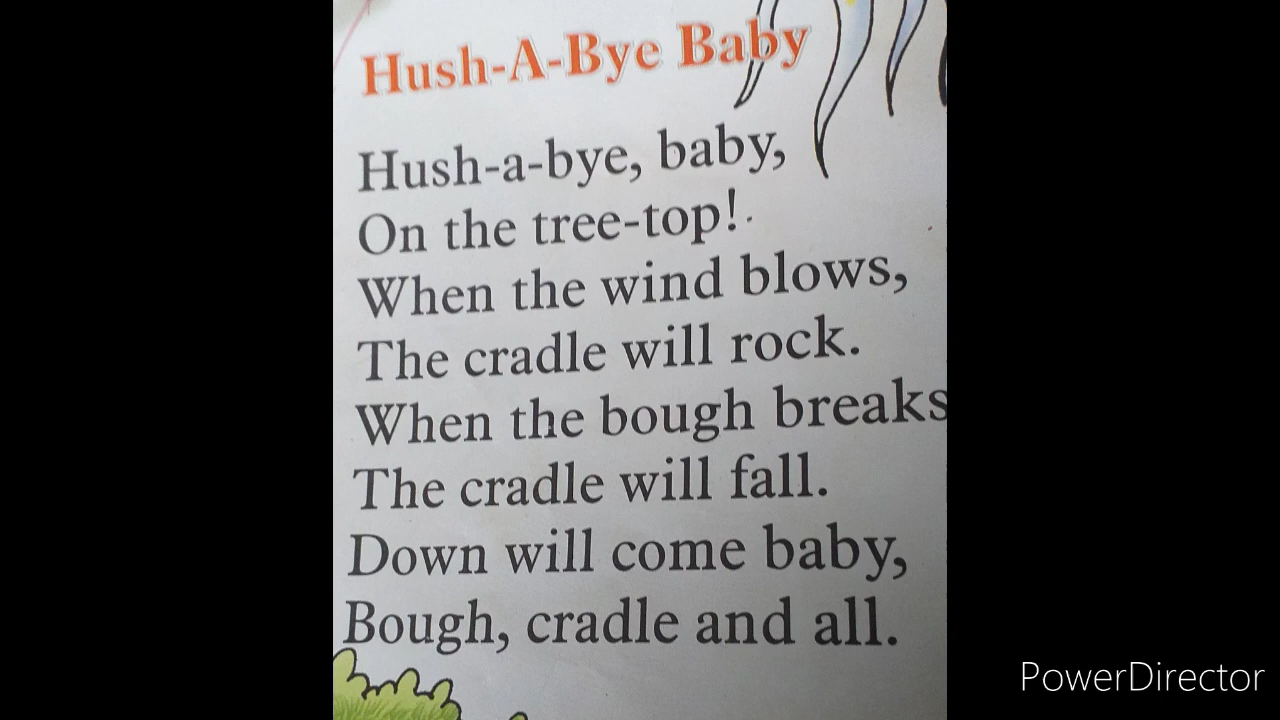 Hush-A-Bye Baby
Hush-a-bye, baby,
On the tree-top!
When the wind blows,
The cradle will rock.
When the bough breaks
The cradle will fall.
Down will come baby,
Bough, cradle and all.
PowerDirector